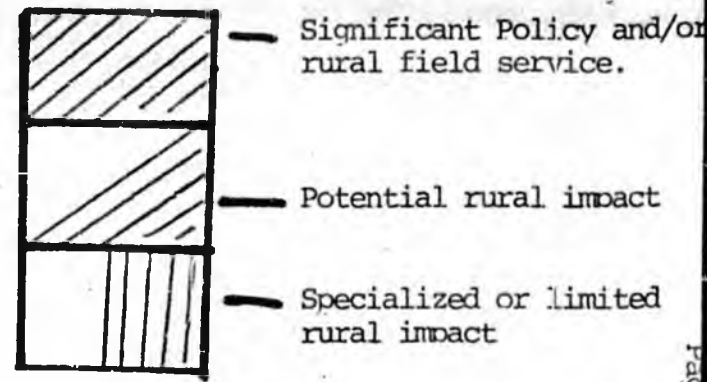 Significant Policy and/or
rural field service.
Potential rural impact
Specialized or limited
rural impact